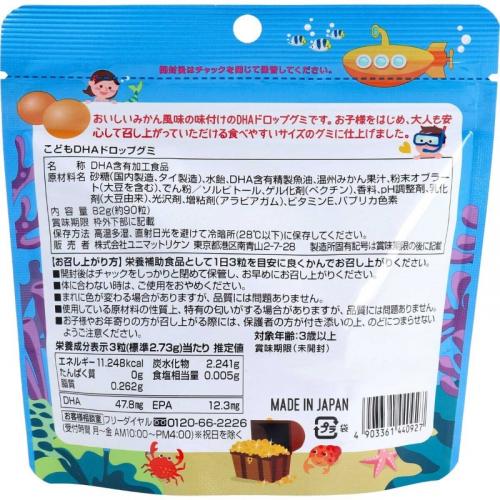 開封後はチャックを閉じて保管してください。
おいしいみかん風味の味付けのDHAドロップグミです。お子様をはじめ、大人も安
心して召し上がっていただける食べやすいサイズのグミに仕上げました。
こどもDHAドロップグミ
名称 DHA含有加工食品
原材料名 砂糖(国内製造、タイ製造)、水飴、DHA含有精製魚油、温州みかん果汁、粉末オブラー
ト(大豆を含む)、でん粉/ソルビトール、ゲル化剤(ペクチン)、香料、pH調整剤、乳化
剤(大豆由来)、光沢剤、増粘剤(アラビアガム)、ビタミンE、パプリカ色素
内容量 82g(約90粒)
賞味期限 枠外下部に記載
保存方法 高温多湿、直射日光を避けて冷暗所(28℃以下)に保存してください。
販売者 株式会社ユニマットリケン 東京都港区南青山2-7-28 製造所固有記号は賞味期限の後に記載
【お召し上がり方】栄養補助食品として1日3粒を目安に良くかんでお召し上がりください。
■開封後はチャックをしっかりと閉めて保管し、お早めにお召し上がりください。
■体に合わない時は、ご使用をおやめください。
■まれに色が変わる場合がありますが、品質には問題ありません。
■使用している原材料の性質上、特有の匂いがする場合がありますが、品質には問題ありません。
■お子様やお年寄りの方が召し上がる際には、保護者の方が付き添いの上、のどにつまらせない
ようご注意ください。
対象年齢:3歳以上
栄養成分表示3粒(標準2.73g)当たり 推定値
賞味期限(未開封)
エネルギー 11.248kcal 炭水化物 2.241g
たんぱく質 0g 食塩相当量 0.005g
脂質 0.262g
DHA 47.8mg EPA 12.3mg
お客様相談室 フリーダイヤル 0120-66-2226
(受付時間 月~金 AM10:00~PM4:00)※祝日を除く
MADE IN JAPAN
袋
4903361440927